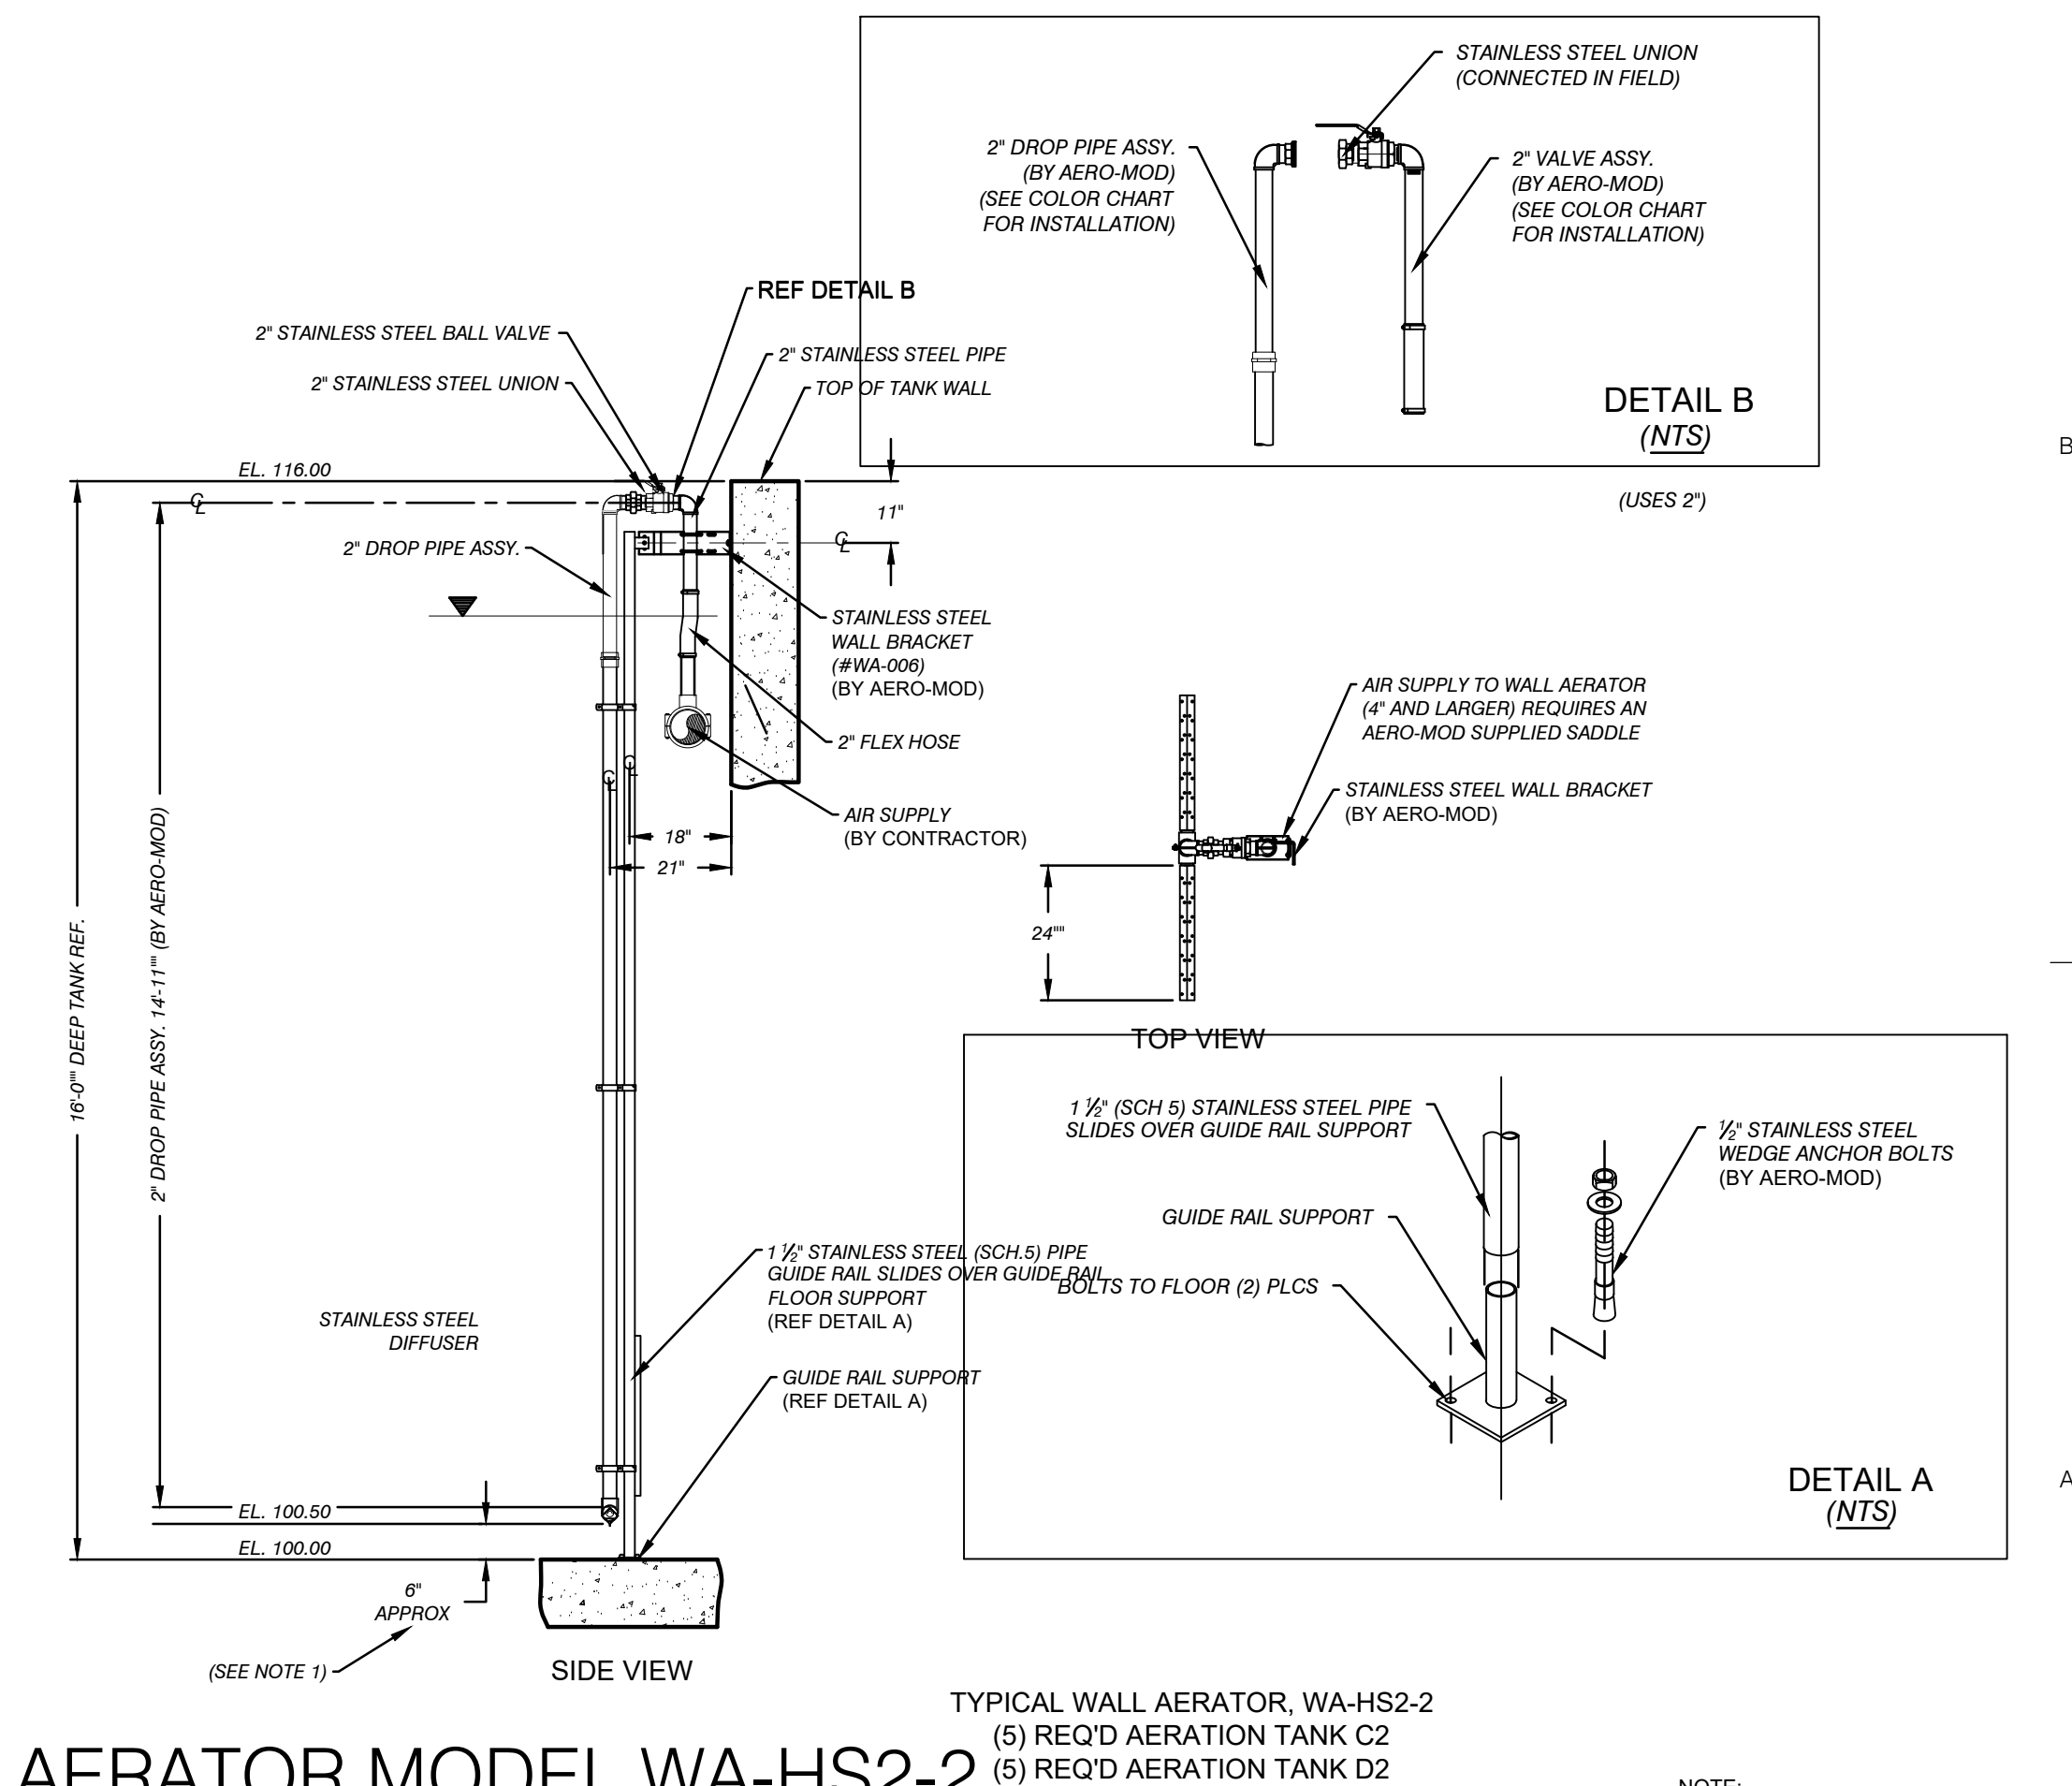 STAINLESS STEEL UNION
(CONNECTED IN FIELD)
2" DROP PIPE ASSY.
(BY AERO-MOD)
(SEE COLOR CHART
FOR INSTALLATION)
2" VALVE ASSY.
(BY AERO-MOD)
(SEE COLOR CHART
FOR INSTALLATION)
DETAIL B
(NTS)
B
(USES 2")
REF DETAIL B
2" STAINLESS STEEL BALL VALVE
2" STAINLESS STEEL PIPE
2" STAINLESS STEEL UNION
TOP OF TANK WALL
EL. 116.00
CL
11"
CL
2" DROP PIPE ASSY.
STAINLESS STEEL
WALL BRACKET
(#WA-006)
(BY AERO-MOD)
2" FLEX HOSE
CL
CL
AIR SUPPLY
(BY CONTRACTOR)
18"
21"
16'-0"" DEEP TANK REF.
2" DROP PIPE ASSY. 14'-11"" (BY AERO-MOD)
AIR SUPPLY TO WALL AERATOR
(4" AND LARGER) REQUIRES AN
AERO-MOD SUPPLIED SADDLE
STAINLESS STEEL WALL BRACKET
(BY AERO-MOD)
24""
TOP VIEW
1 ½" (SCH 5) STAINLESS STEEL PIPE
SLIDES OVER GUIDE RAIL SUPPORT
½" STAINLESS STEEL
WEDGE ANCHOR BOLTS
(BY AERO-MOD)
GUIDE RAIL SUPPORT
BOLTS TO FLOOR (2) PLCS
DETAIL A
(NTS)
A
1 ½" STAINLESS STEEL (SCH.5) PIPE
GUIDE RAIL SLIDES OVER GUIDE RAIL
FLOOR SUPPORT
(REF DETAIL A)
STAINLESS STEEL
DIFFUSER
GUIDE RAIL SUPPORT
(REF DETAIL A)
EL. 100.50
EL. 100.00
6"
APPROX
(SEE NOTE 1)
SIDE VIEW
TYPICAL WALL AERATOR, WA-HS2-2
(5) REQ'D AERATION TANK C2
(5) REQ'D AERATION TANK D2
AERATOR MODEL WA-HS2-2
NOTE: